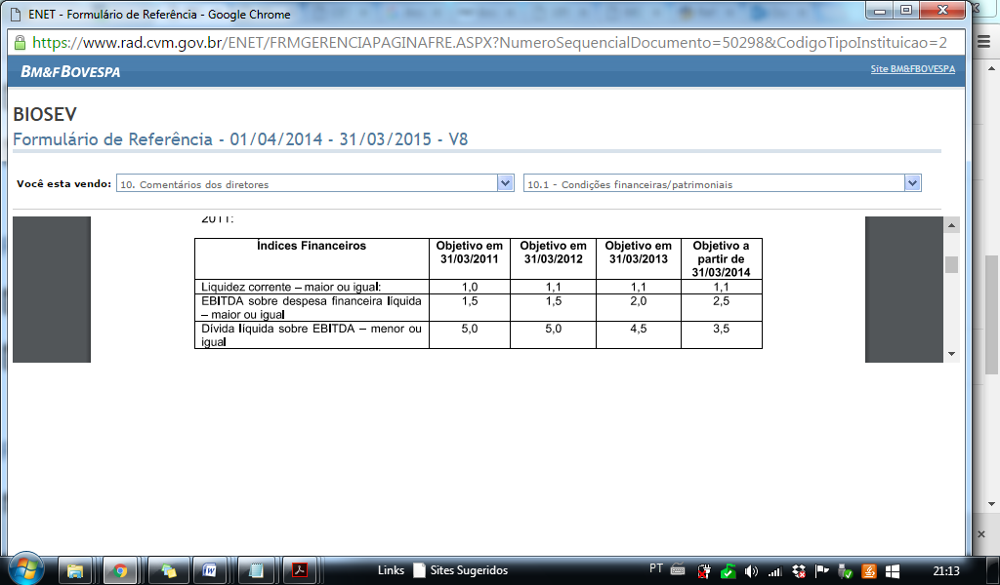 ENET - Formulário de Referência - Google Chrome
https://www.rad.cvm.gov.br/ENET/FRMGERENCIAPAGINAFRE.ASPX?NumeroSequencialDocumento=50298&CodigoTipoInstituicao=2
BM&FBOVESPA
Site BM&FBOVESPA
BIOSEV
Formulário de Referência - 01/04/2014 - 31/03/2015 - V8
Você esta vendo: 10. Comentários dos diretores 10.1 - Condições financeiras/patrimoniais
2011:
Índices Financeiros Objetivo em 31/03/2011 Objetivo em 31/03/2012 Objetivo em 31/03/2013 Objetivo a partir de 31/03/2014
Liquidez corrente – maior ou igual: 1,0 1,1 1,1 1,1
EBITDA sobre despesa financeira líquida – maior ou igual 1,5 1,5 2,0 2,5
Dívida líquida sobre EBITDA – menor ou igual 5,0 5,0 4,5 3,5
Links Sites Sugeridos PT 21:13